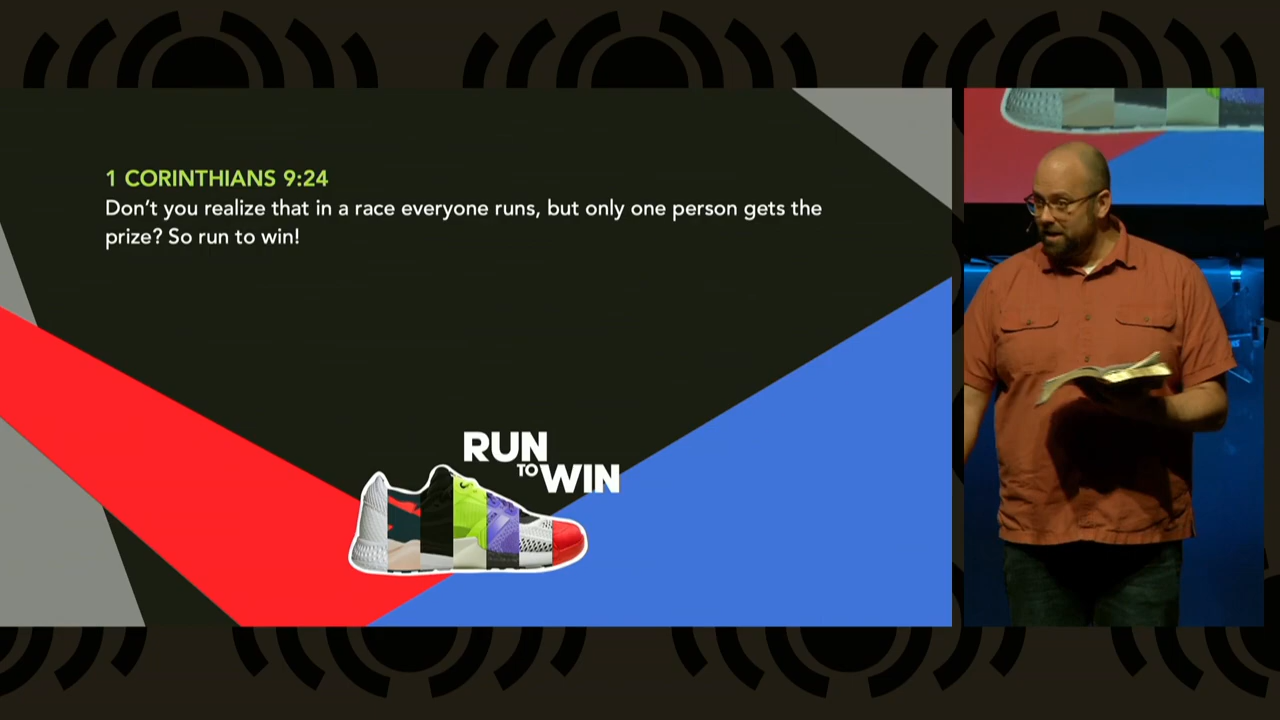 1 CORINTHIANS 9:24
Don't you realize that in a race everyone runs, but only one person gets the
prize? So run to win!
RUN
TO WIN